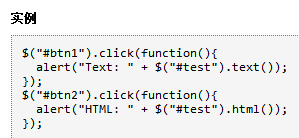 实例
$("#btn1").click(function(){
  alert("Text: " + $("#test").text());
});
$("#btn2").click(function(){
  alert("HTML: " + $("#test").html());
});